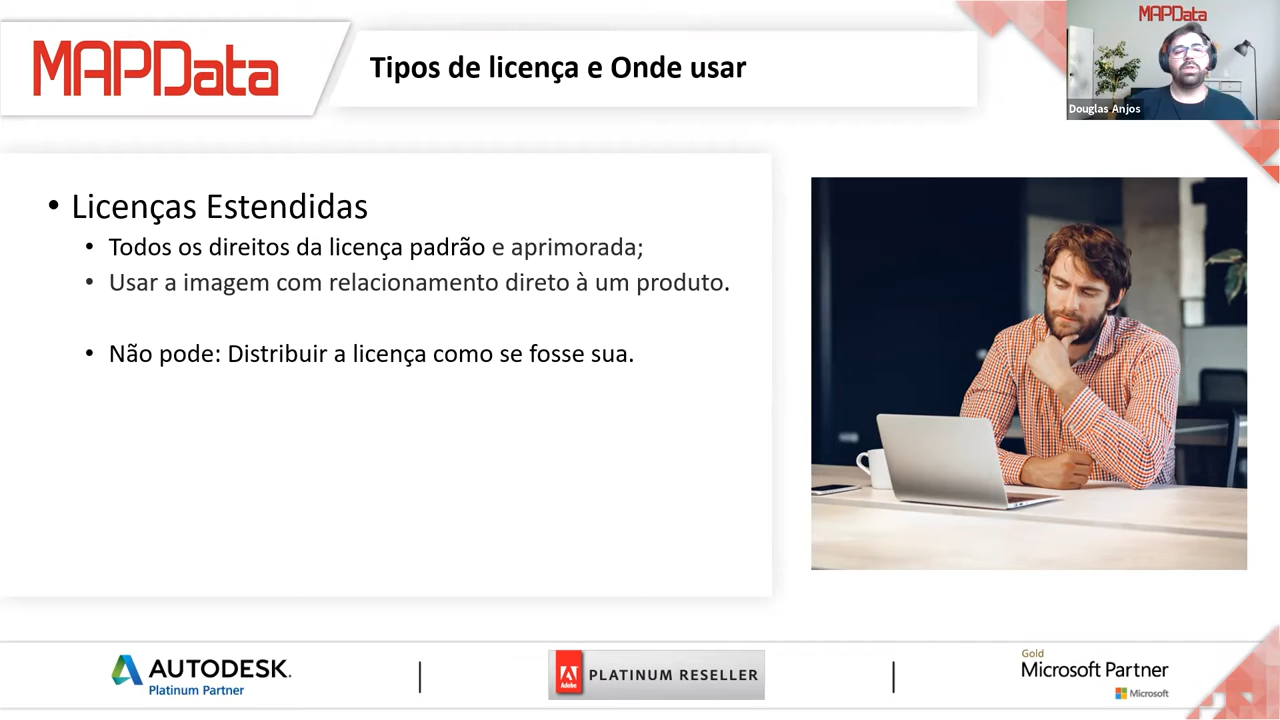 MAPData
Tipos de licença e Onde usar
MAPData
Douglas Anjos
• Licenças Estendidas
• Todos os direitos da licença padrão e aprimorada;
• Usar a imagem com relacionamento direto à um produto.
• Não pode: Distribuir a licença como se fosse sua.
AUTODESK.
Platinum Partner
Adobe
PLATINUM RESELLER
Gold
Microsoft Partner
Microsoft